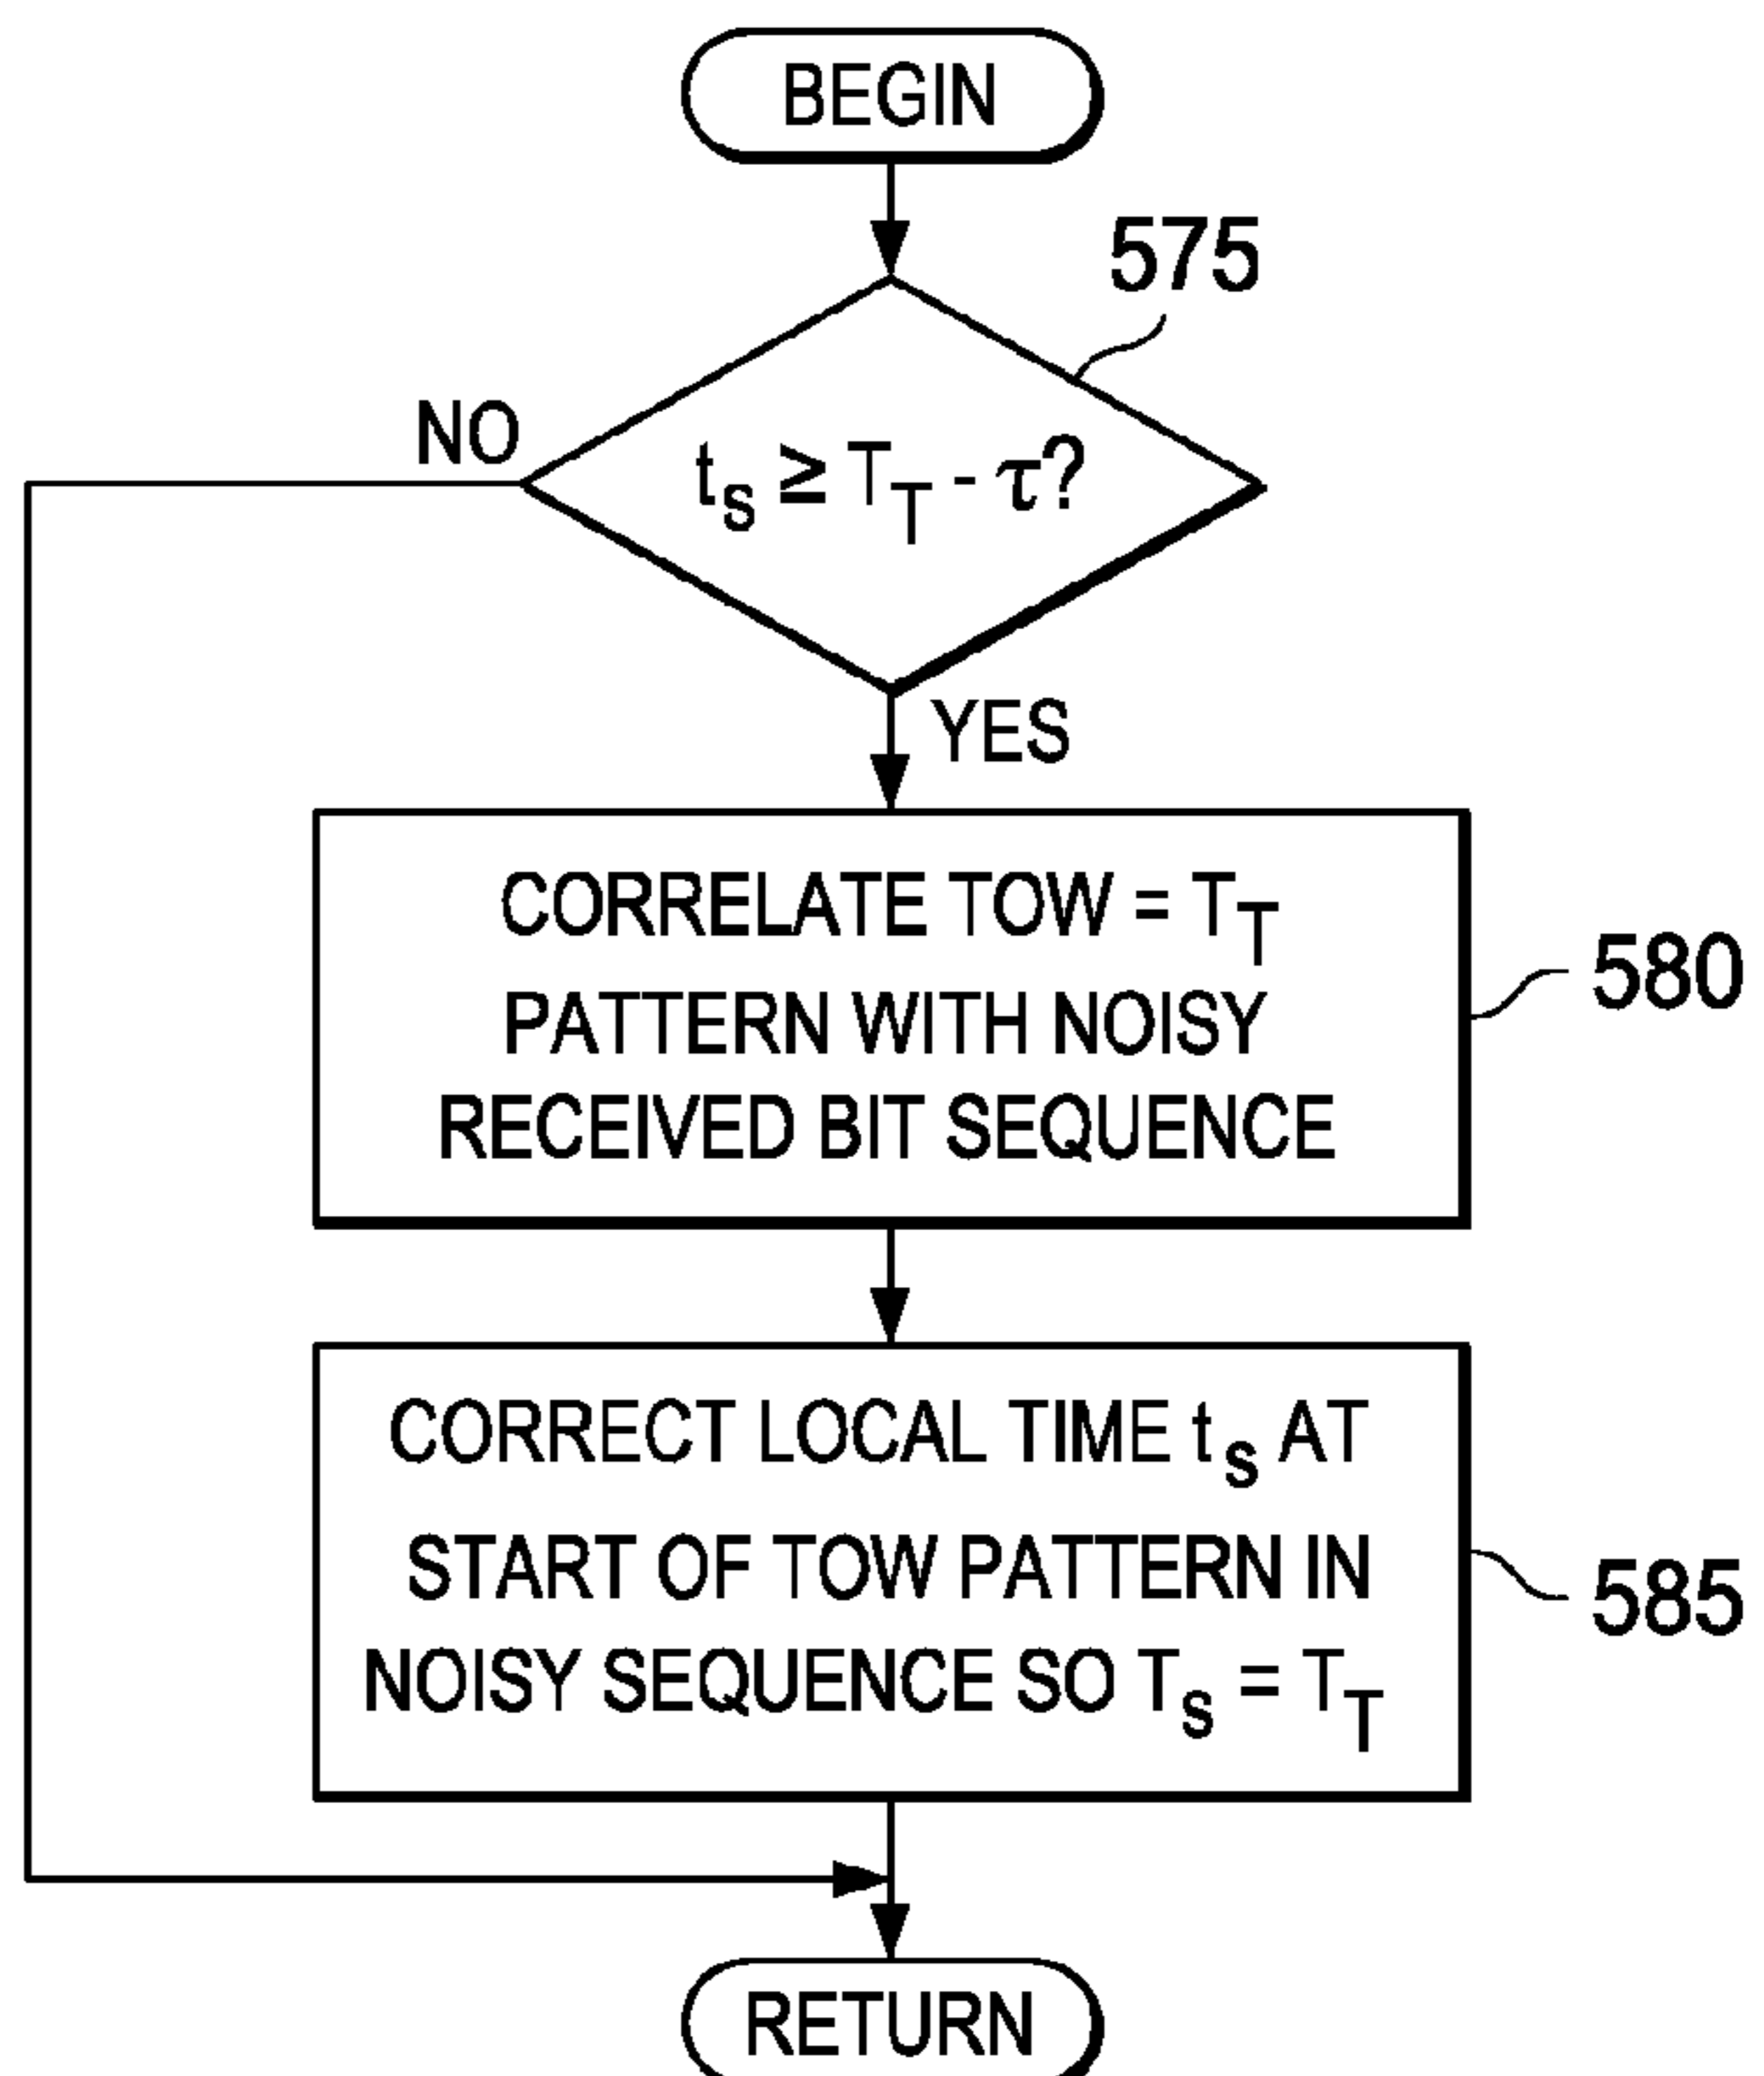 BEGIN
575
NO
t_s ≥ T_T - τ?
YES
CORRELATE TOW = T_T
PATTERN WITH NOISY
RECEIVED BIT SEQUENCE
580
CORRECT LOCAL TIME t_s AT
START OF TOW PATTERN IN
NOISY SEQUENCE SO T_s = T_T
585
RETURN